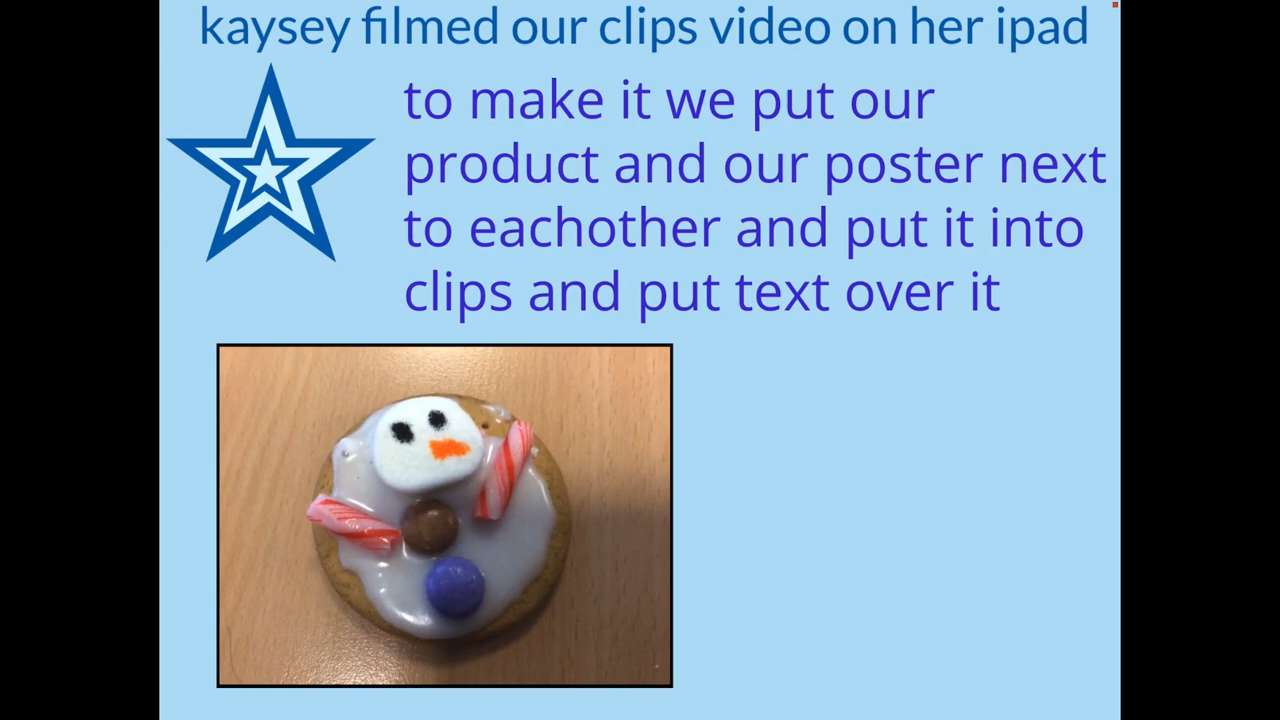 kaysey filmed our clips video on her ipad
to make it we put our
product and our poster next
to eachother and put it into
clips and put text over it